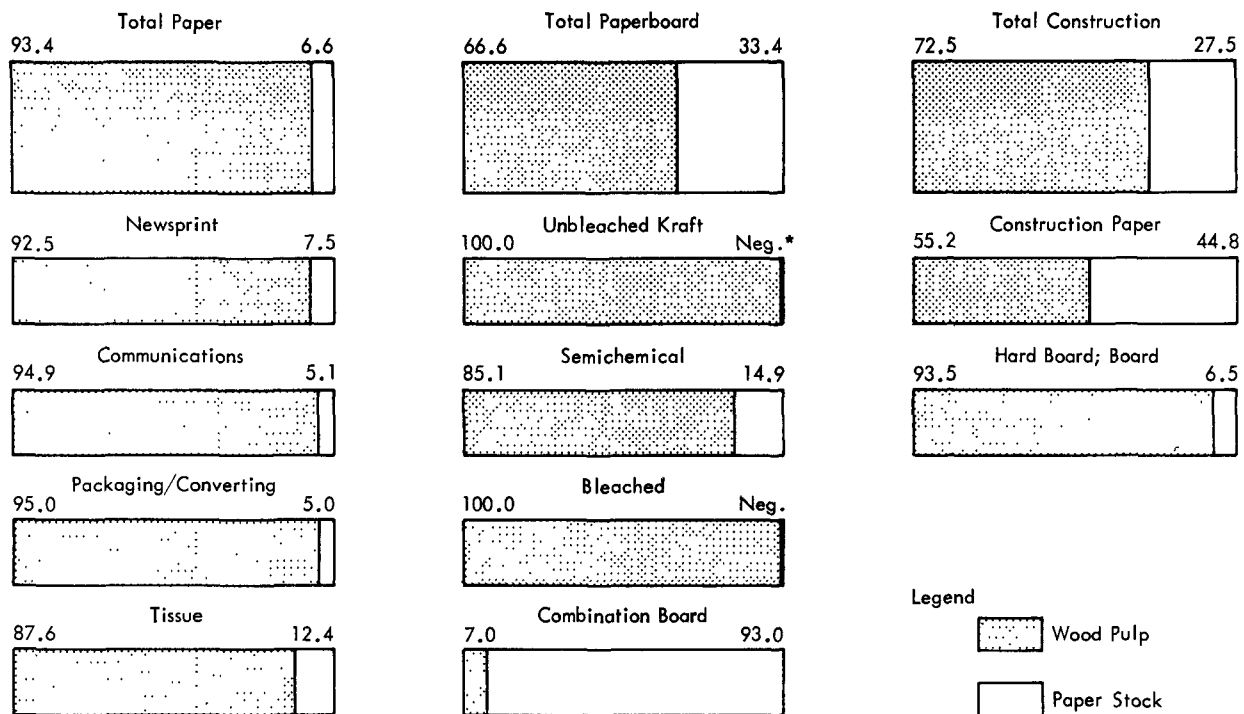 Total Paper
93.4 6.6
Newsprint
92.5 7.5
Communications
94.9 5.1
Packaging/Converting
95.0 5.0
Tissue
87.6 12.4
Total Paperboard
66.6 33.4
Unbleached Kraft
100.0 Neg.*
Semichemical
85.1 14.9
Bleached
100.0 Neg.
Combination Board
7.0 93.0
Total Construction
72.5 27.5
Construction Paper
55.2 44.8
Hard Board; Board
93.5 6.5
Legend
Wood Pulp
Paper Stock